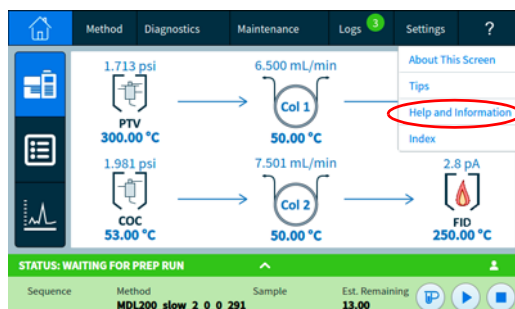 Method Diagnostics Maintenance Logs 3 Settings ?
About This Screen
Tips
Help and Information
Index
1.713 psi 6.500 mL/min
Col 1
PTV
300.00 °C 50.00 °C
1.981 psi 7.501 mL/min 2.8 pA
Col 2
COC FID
53.00 °C 50.00 °C 250.00 °C
STATUS: WAITING FOR PREP RUN
Sequence Method Sample Est. Remaining
MDL200_slow_2_0_0_291 13.00
P